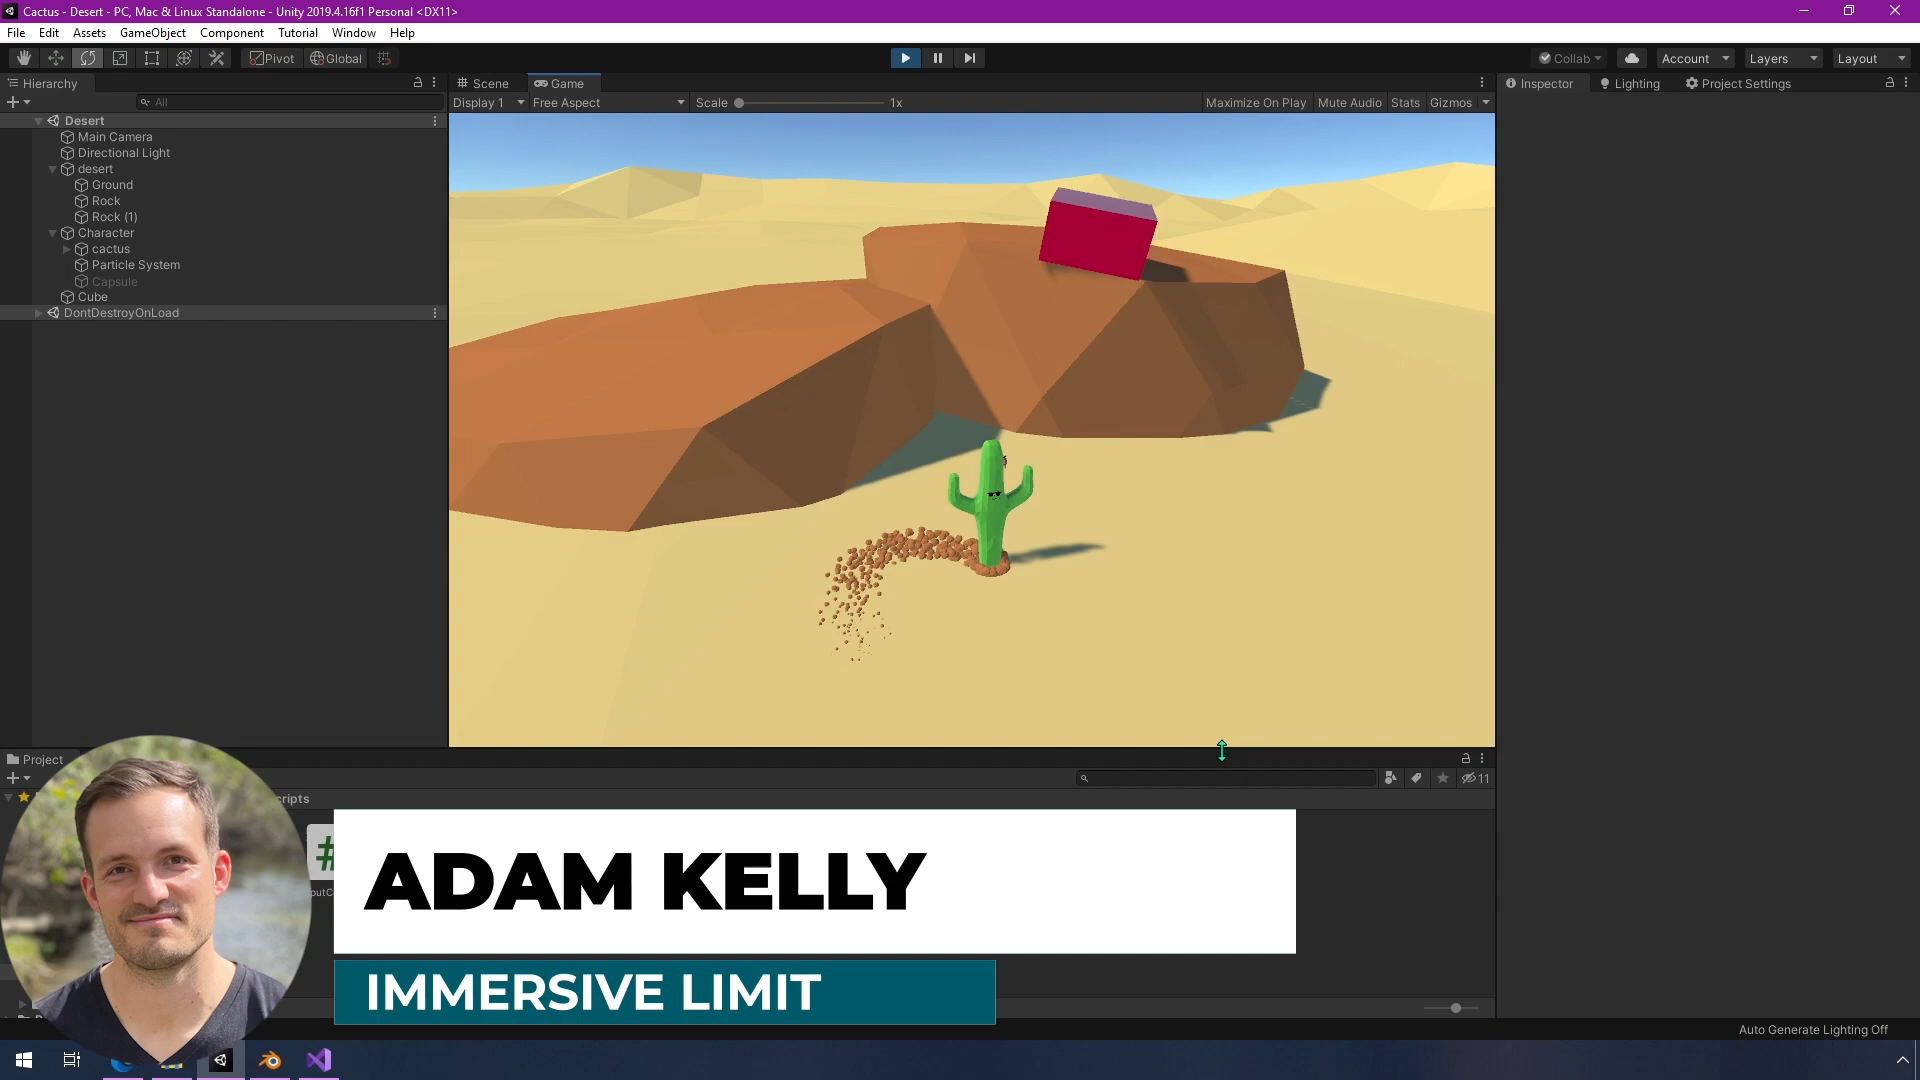 Cactus - Desert - PC, Mac & Linux Standalone - Unity 2019.4.16f1 Personal <DX11>
File Edit Assets GameObject Component Tutorial Window Help
Pivot Global Collab Account Layers Layout
Hierarchy Scene Game Inspector Lighting Project Settings
All Display 1 Free Aspect Scale 1x Maximize On Play Mute Audio Stats Gizmos
Desert
Main Camera
Directional Light
desert
Ground
Rock
Rock (1)
Character
cactus
Particle System
Capsule
Cube
DontDestroyOnLoad
Project
11
cripts
ADAM KELLY
IMMERSIVE LIMIT
Auto Generate Lighting Off